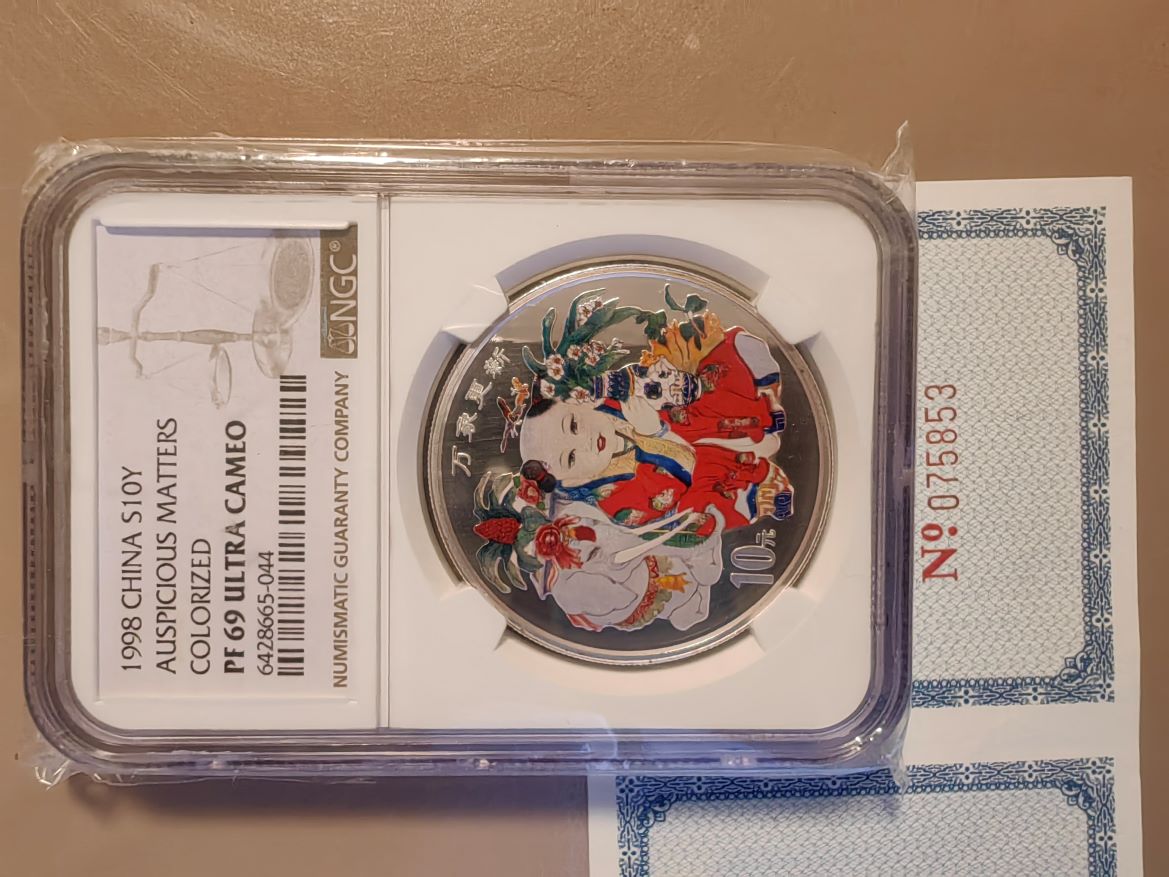 1998 CHINA S10Y
AUSPICIOUS MATTERS
COLORIZED
PF 69 ULTRA CAMEO
6428665-044
NGC®
NUMISMATIC GUARANTY COMPANY
万象更新
10元
Nº:075853